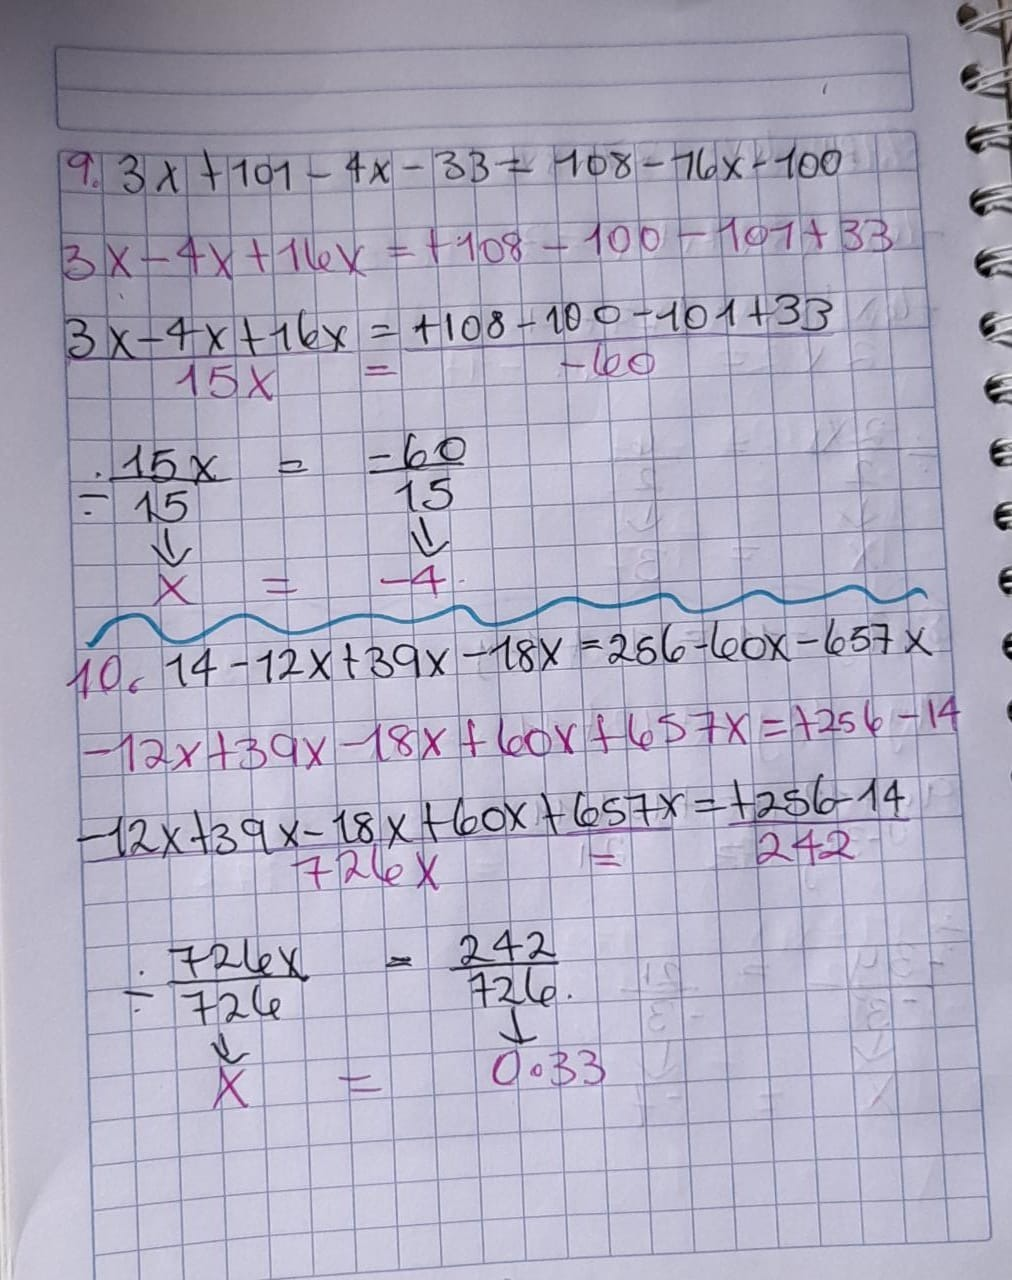 9. 3x+101-4x-33=108-16x-100
3x-4x+16x=+108-100-101+33
3x-4x+16x=+108-100-101+33
15x = -60
÷ 15x = -60
15 15
↓ ↓
x = -4
10. 14-12x+39x-18x=256-60x-657x
-12x+39x-18x+60x+657x=+256-14
-12x+39x-18x+60x+657x=+256-14
726x = 242
÷ 726x = 242
726 726.
↓ ↓
x = 0.33